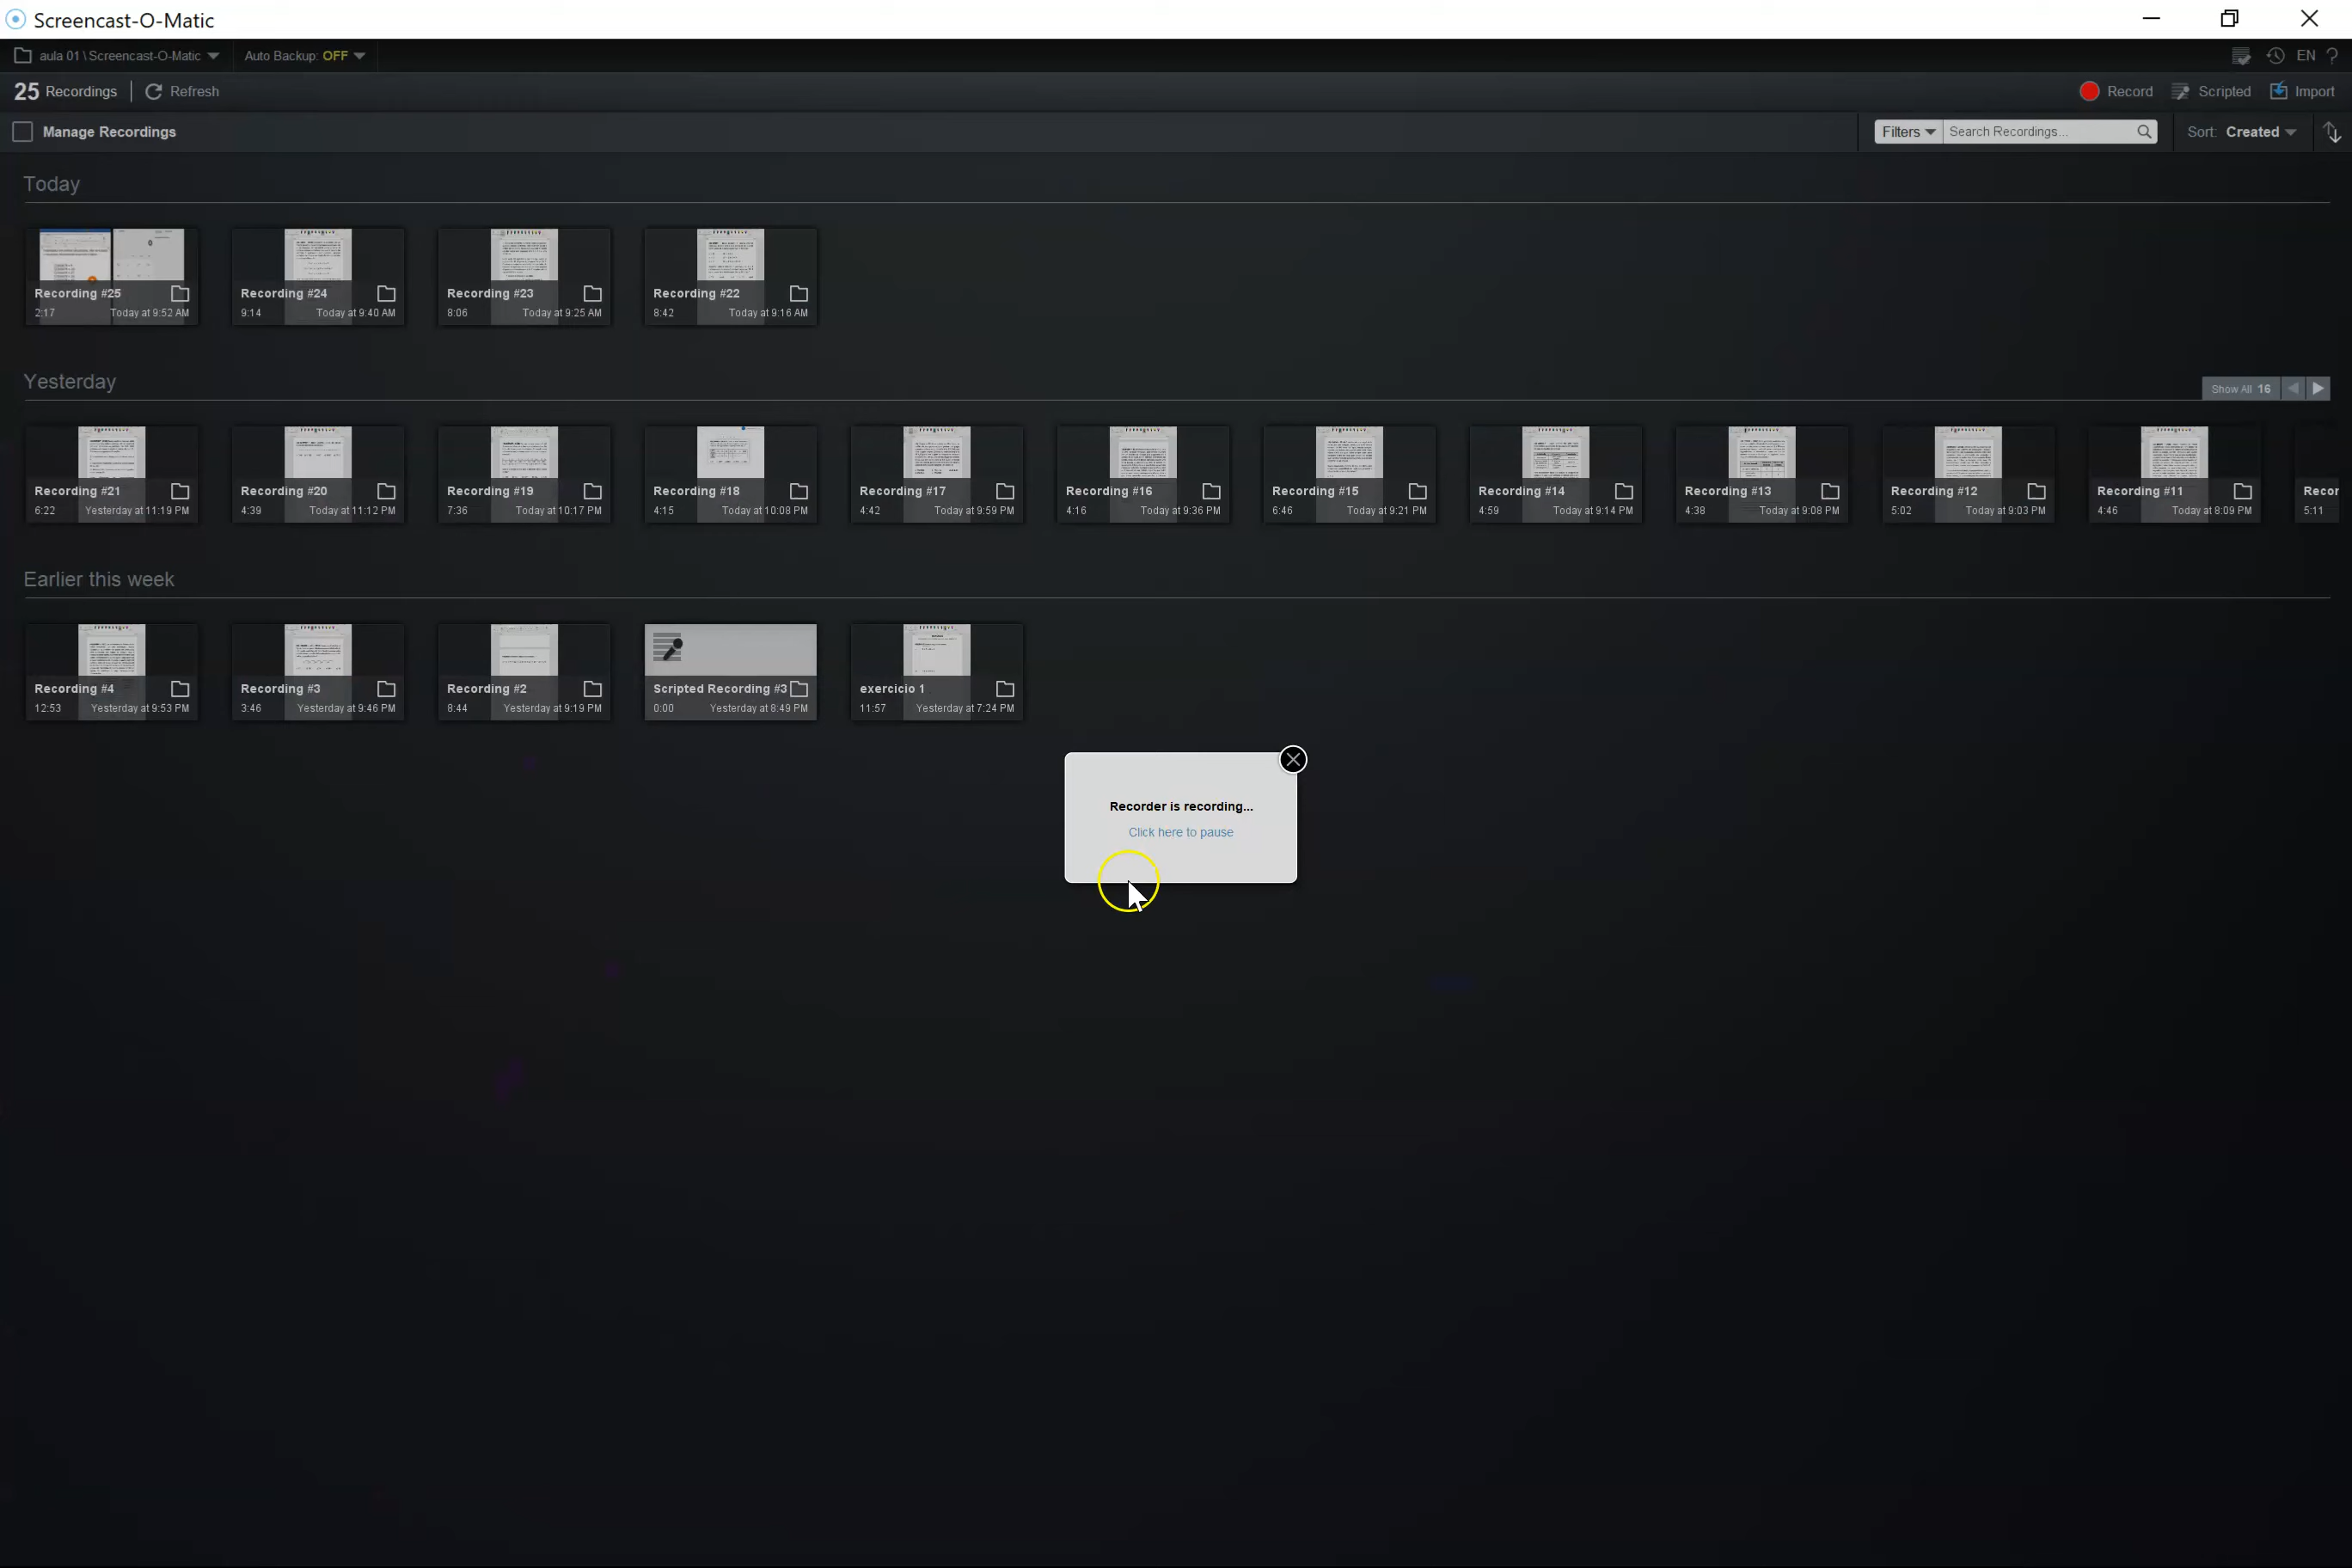 Screencast-O-Matic
aula 01 \ Screencast-O-Matic Auto Backup: OFF EN ?
25 Recordings Refresh Record Scripted Import
Manage Recordings Filters Search Recordings... Sort: Created
Today
Recording #25 Recording #24 Recording #23 Recording #22
2:17 Today at 9:52 AM 9:14 Today at 9:40 AM 8:06 Today at 9:25 AM 8:42 Today at 9:16 AM
Yesterday Show All 16
Recording #21 Recording #20 Recording #19 Recording #18 Recording #17 Recording #16 Recording #15 Recording #14 Recording #13 Recording #12 Recording #11 Recor
6:22 Yesterday at 11:19 PM 4:39 Today at 11:12 PM 7:36 Today at 10:17 PM 4:15 Today at 10:08 PM 4:42 Today at 9:59 PM 4:16 Today at 9:36 PM 6:46 Today at 9:21 PM 4:59 Today at 9:14 PM 4:38 Today at 9:08 PM 5:02 Today at 9:03 PM 4:46 Today at 8:09 PM 5:11
Earlier this week
Recording #4 Recording #3 Recording #2 Scripted Recording #3 exercicio 1
12:53 Yesterday at 9:53 PM 3:46 Yesterday at 9:46 PM 8:44 Yesterday at 9:19 PM 0:00 Yesterday at 8:49 PM 11:57 Yesterday at 7:24 PM
Recorder is recording...
Click here to pause